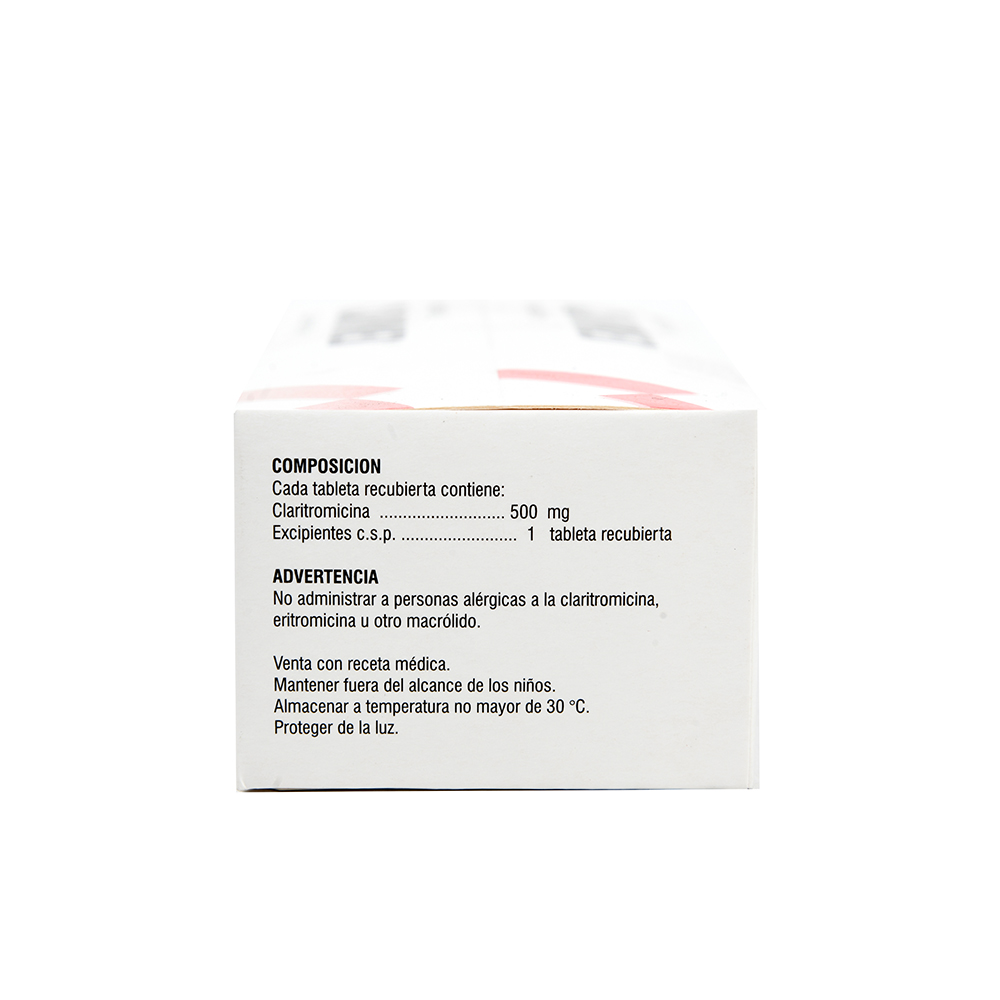 COMPOSICION
Cada tableta recubierta contiene:
Claritromicina ........................... 500 mg
Excipientes c.s.p. ......................... 1 tableta recubierta
ADVERTENCIA
No administrar a personas alérgicas a la claritromicina,
eritromicina u otro macrólido.
Venta con receta médica.
Mantener fuera del alcance de los niños.
Almacenar a temperatura no mayor de 30 °C.
Proteger de la luz.